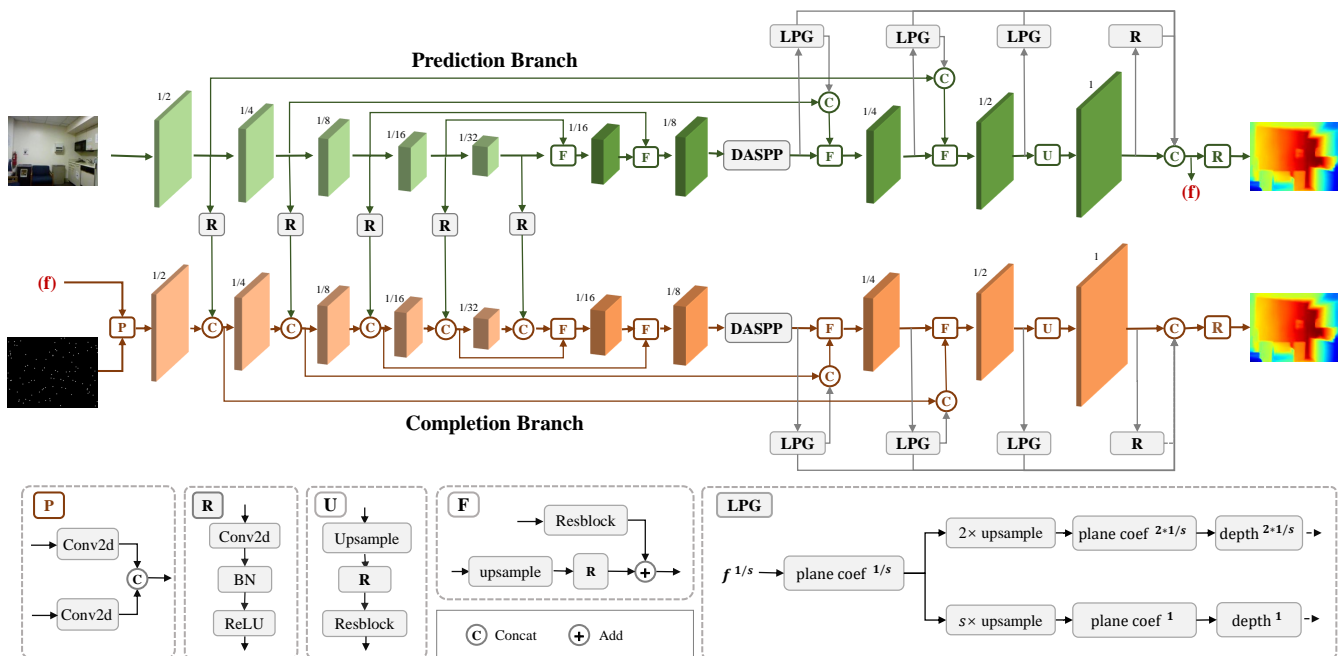 LPG LPG LPG R
Prediction Branch
C
C
1/2 1/4 1/8 1/16 1/32 1/16 1/8 1/4 1/2 1
F F DASPP F F U C R
(f)
R R R R R
(f)
1/2 1/4 1/8 1/16 1/32 1/16 1/8 1/4 1/2 1
P C C C C C F F DASPP F F U C R
C
C
Completion Branch
LPG LPG LPG R
P
Conv2d
C
Conv2d
R
Conv2d
BN
ReLU
U
Upsample
R
Resblock
F
Resblock
upsample R +
C Concat + Add
LPG
2× upsample plane coef 2*1/s depth 2*1/s
f 1/s plane coef 1/s
s× upsample plane coef 1 depth 1